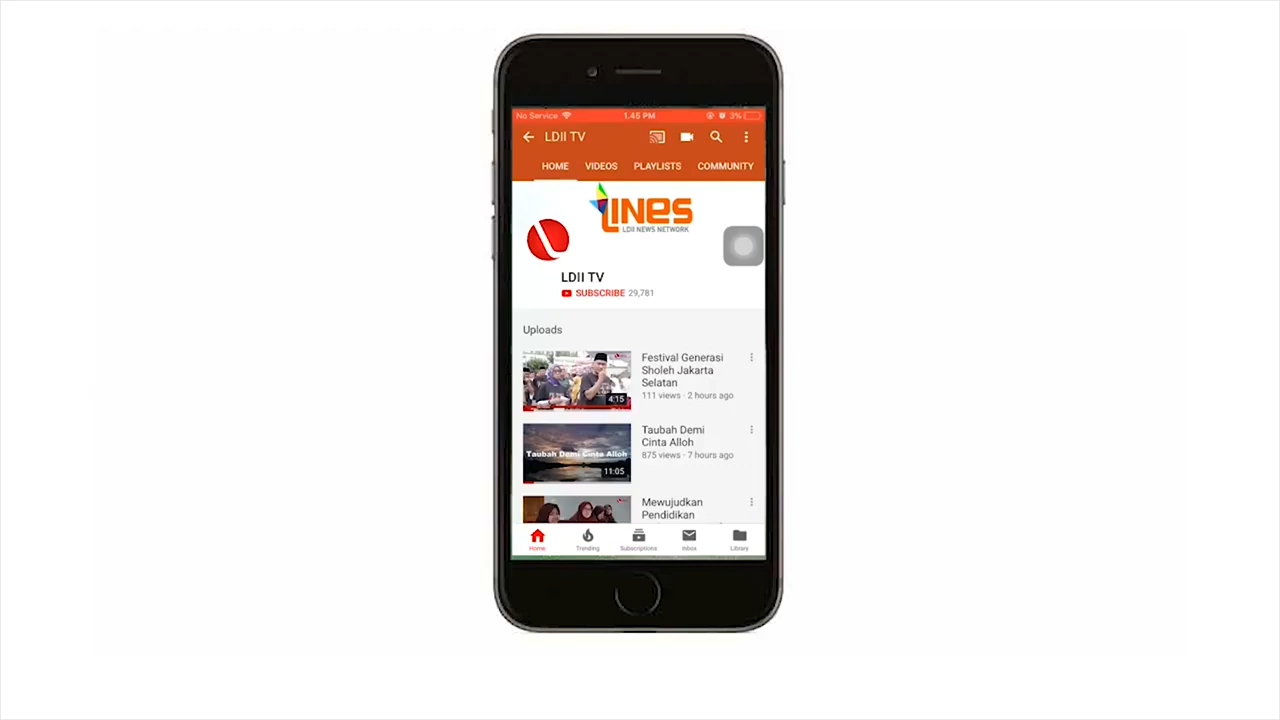 No Service 1.45 PM 3%
LDII TV
HOME VIDEOS PLAYLISTS COMMUNITY
LINES
LDII NEWS NETWORK
LDII TV
SUBSCRIBE 29,781
Uploads
Festival Generasi
Sholeh Jakarta
Selatan
111 views · 2 hours ago
4:15
Taubah Demi
Cinta Alloh
875 views · 7 hours ago
Taubah Demi Cinta Alloh
11:05
Mewujudkan
Pendidikan
Home Trending Subscriptions Inbox Library